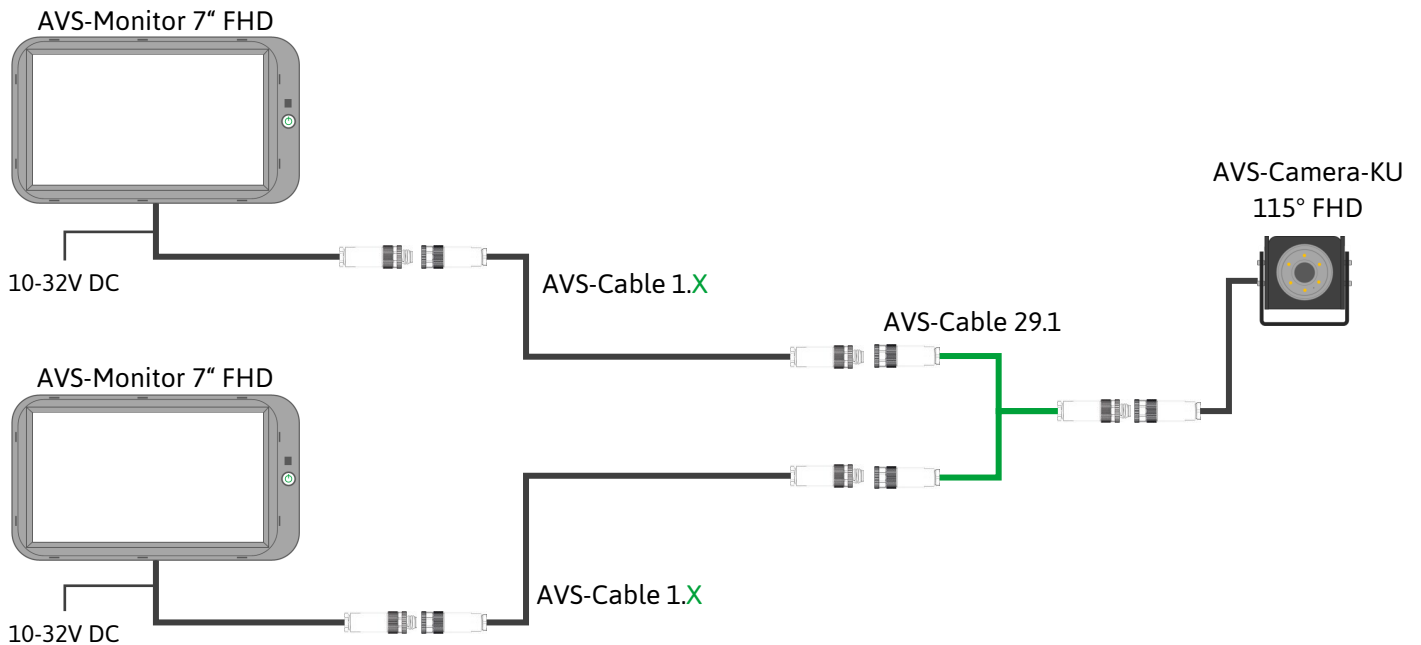 AVS-Monitor 7“ FHD
10-32V DC
AVS-Cable 1.X
AVS-Cable 29.1
AVS-Camera-KU
115° FHD
AVS-Monitor 7“ FHD
10-32V DC
AVS-Cable 1.X